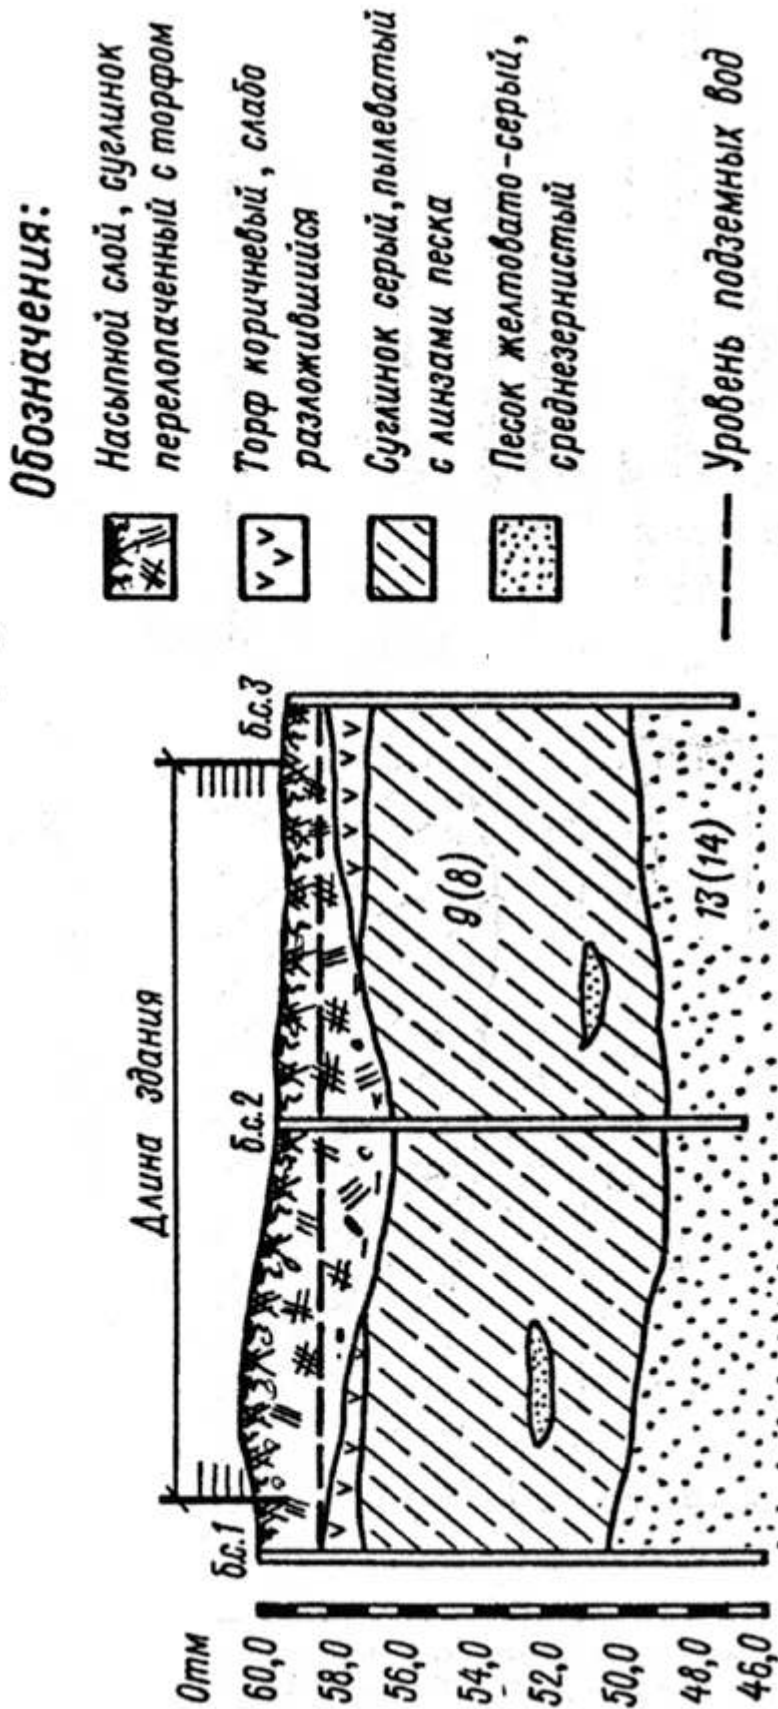 Обозначения:
Насыпной слой, суглинок
перелопаченный с торфом
Торф коричневый, слабо
разложившийся
Суглинок серый, пылеватый
с линзами песка
Песок желтовато-серый,
среднезернистый
Уровень подземных вод
Длина здания
б.с.1
б.с.2
б.с.3
9(8)
13(14)
Отм
60,0
58,0
56,0
54,0
52,0
50,0
48,0
46,0